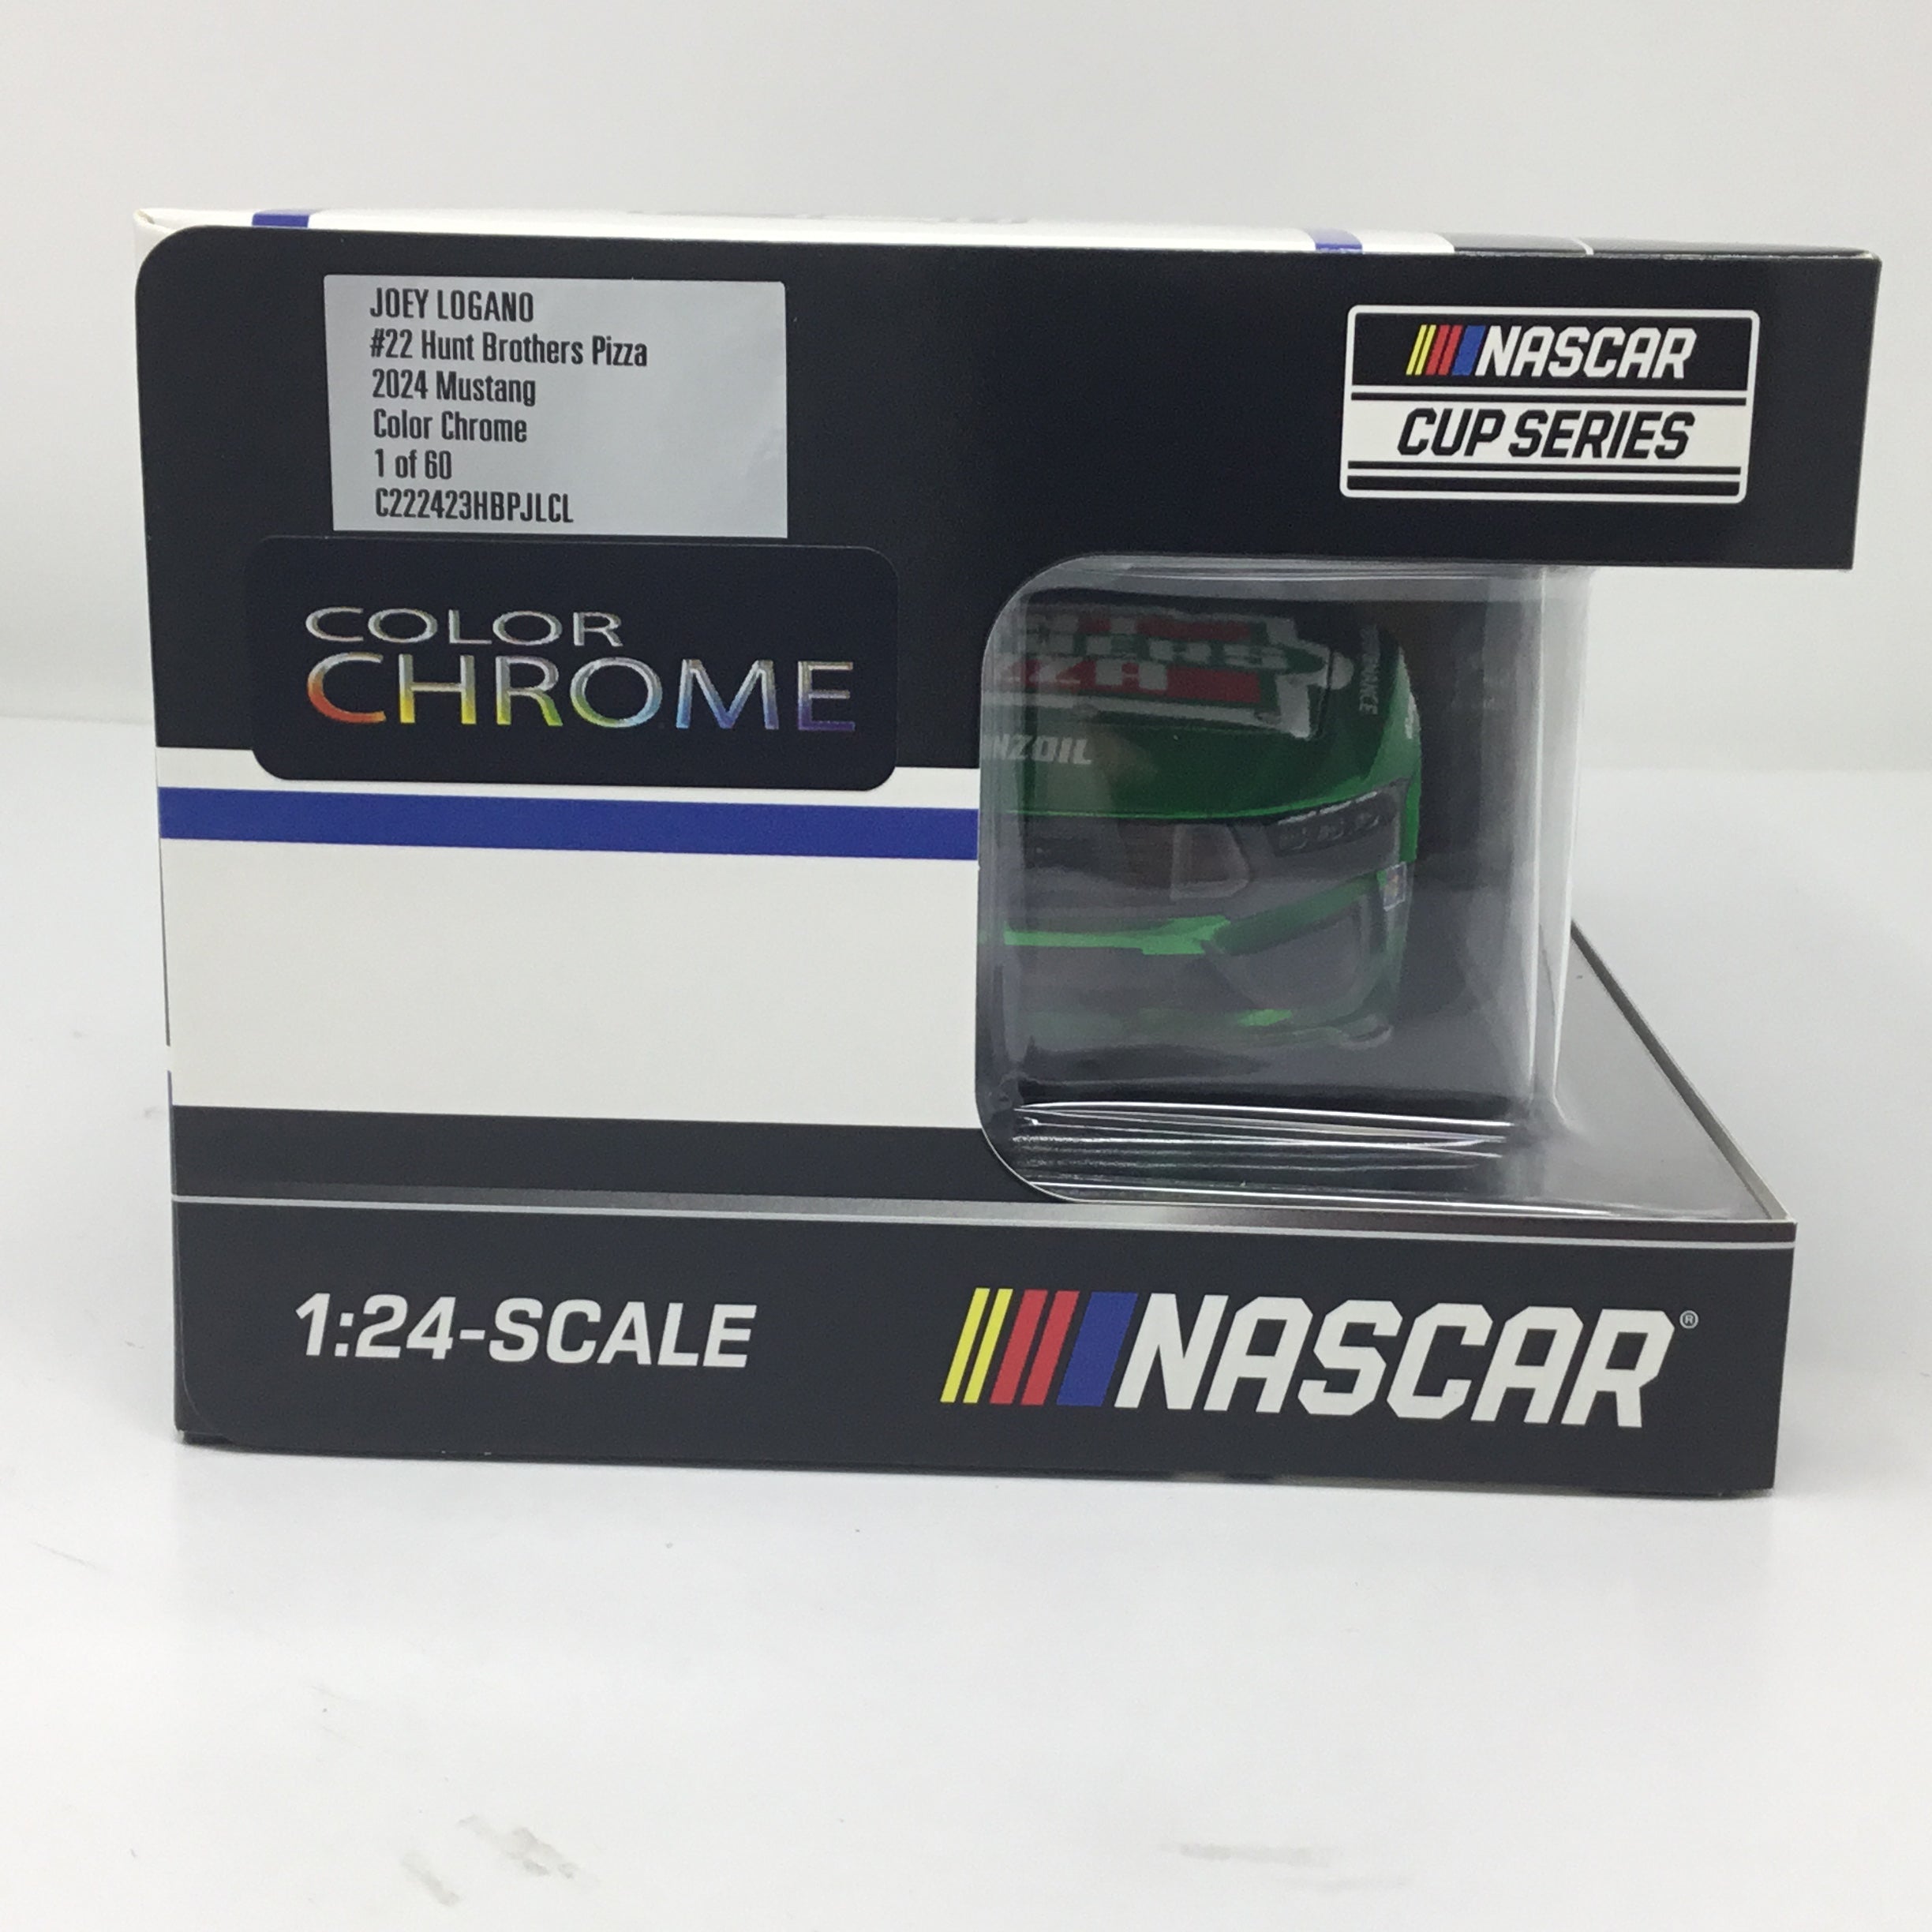 JOEY LOGANO
#22 Hunt Brothers Pizza
2024 Mustang
Color Chrome
1 of 60
C222423HBPJLCL
NASCAR
CUP SERIES
COLOR
CHROME
NZOIL
1:24-SCALE
NASCAR®